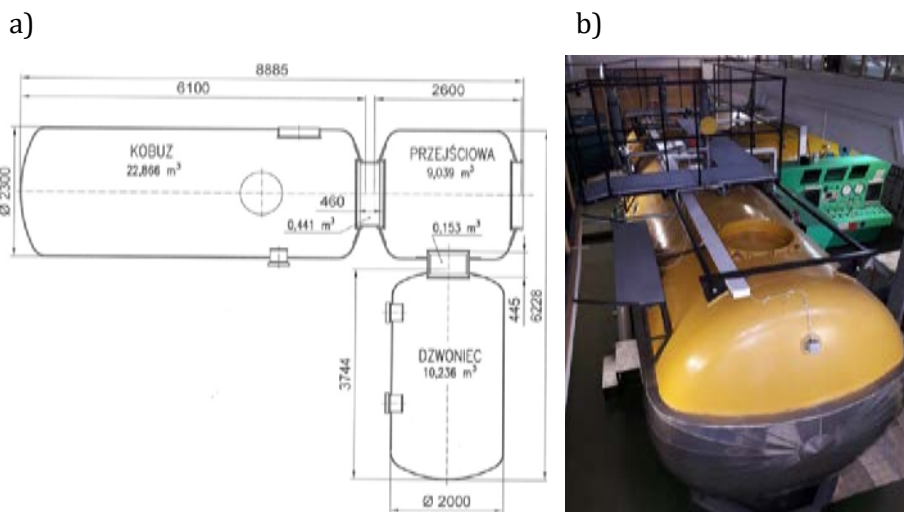 a)
b)
8885
6100
2600
KOBUZ
22,866 m³
PRZEJŚCIOWA
9,039 m³
Ø 2300
460
0,441 m³
0,153 m³
445
6228
3744
DZWONIEC
10,236 m³
Ø 2000